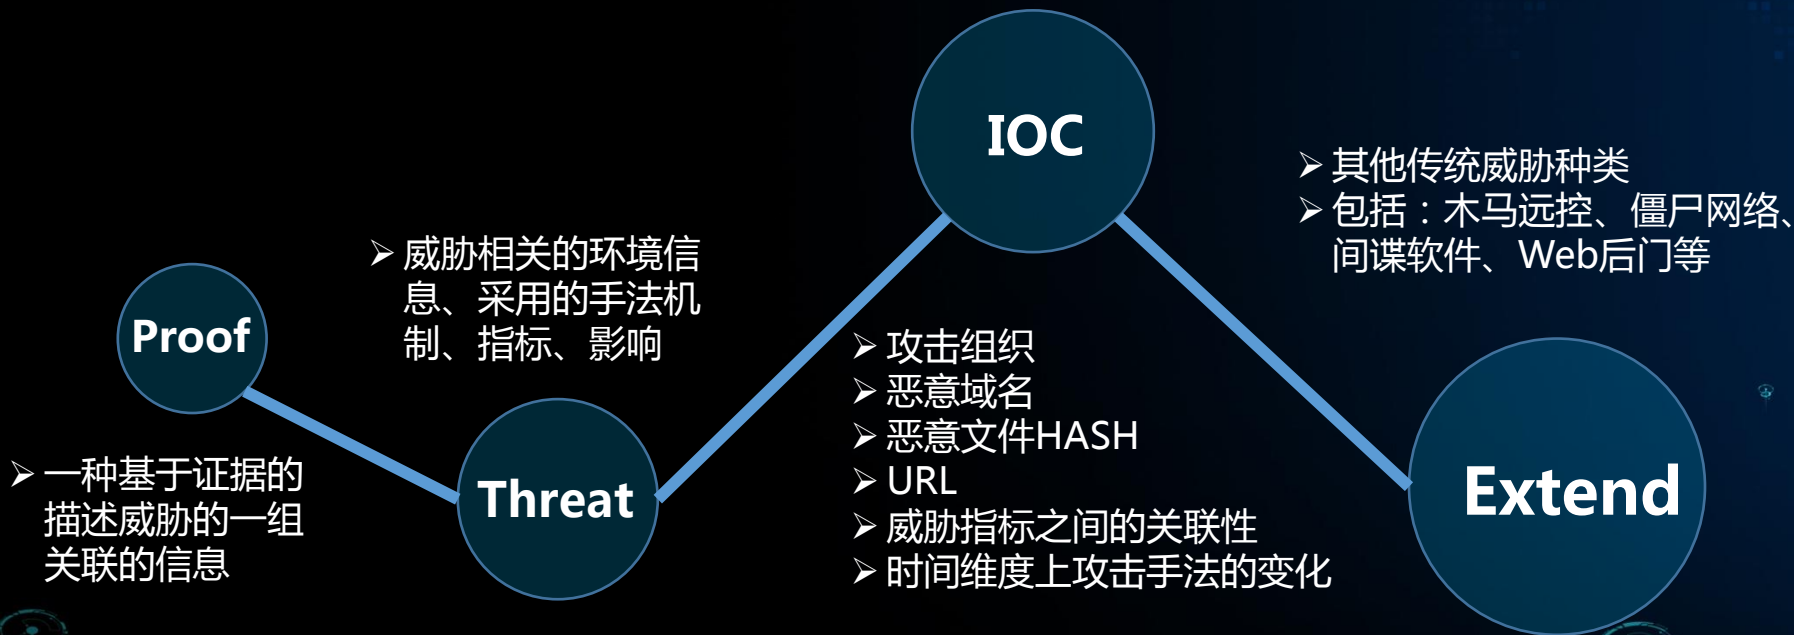 Proof
➢ 一种基于证据的
描述威胁的一组
关联的信息
➢ 威胁相关的环境信
息、采用的手法机
制、指标、影响
Threat
IOC
➢ 攻击组织
➢ 恶意域名
➢ 恶意文件HASH
➢ URL
➢ 威胁指标之间的关联性
➢ 时间维度上攻击手法的变化
➢ 其他传统威胁种类
➢ 包括：木马远控、僵尸网络、
间谍软件、Web后门等
Extend